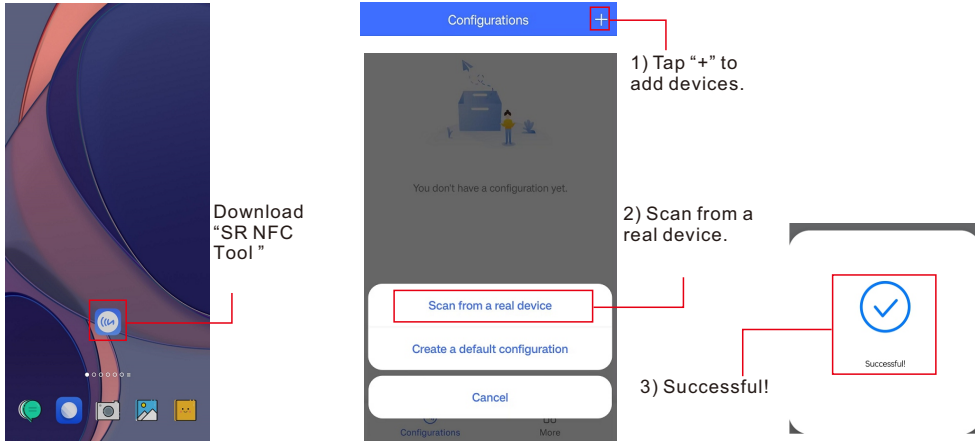 Download
“SR NFC
Tool ”
Configurations
+
1) Tap “+” to
add devices.
You don't have a configuration yet.
2) Scan from a
real device.
Scan from a real device
Create a default configuration
Cancel
Configurations
More
3) Successful!
Successful!